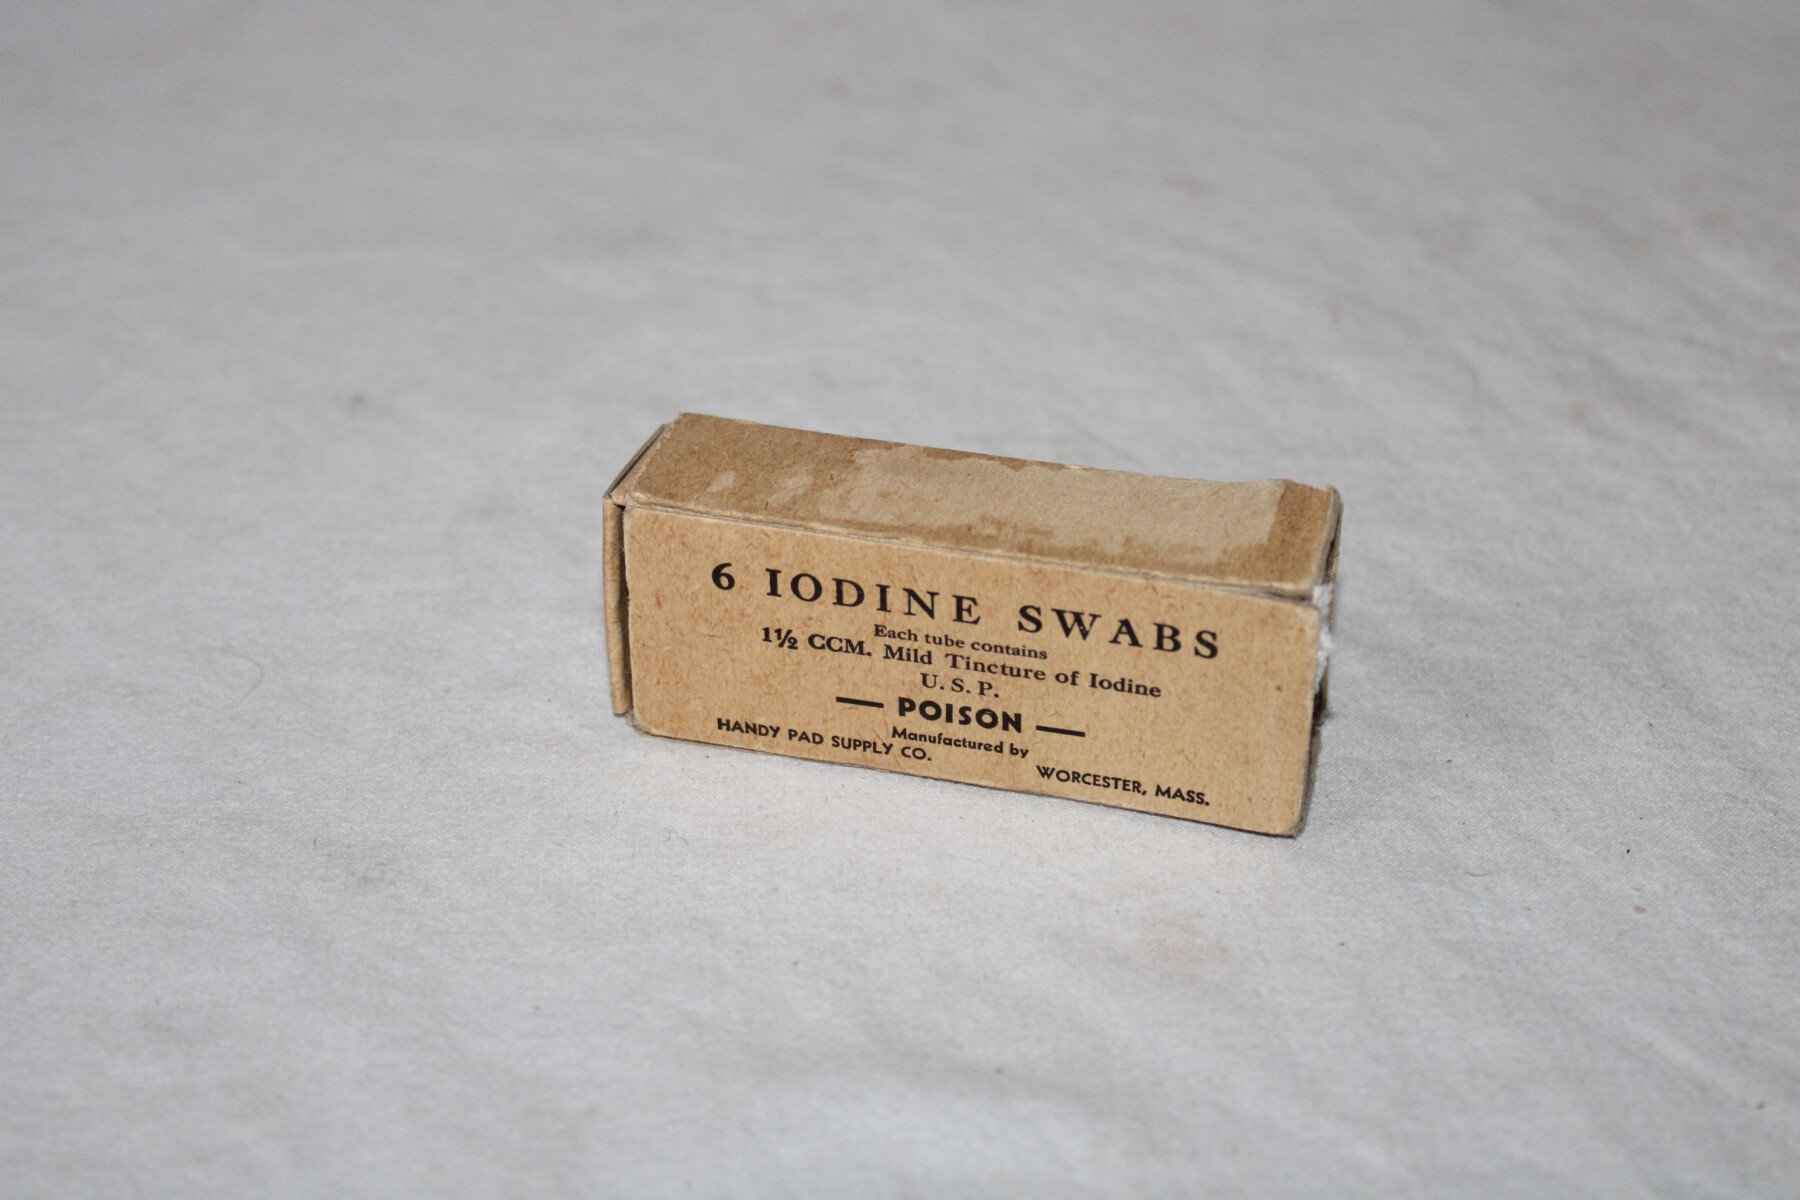 6 IODINE SWABS
Each tube contains
1½ CCM. Mild Tincture of Iodine
U. S. P.
— POISON —
Manufactured by
HANDY PAD SUPPLY CO. WORCESTER, MASS.